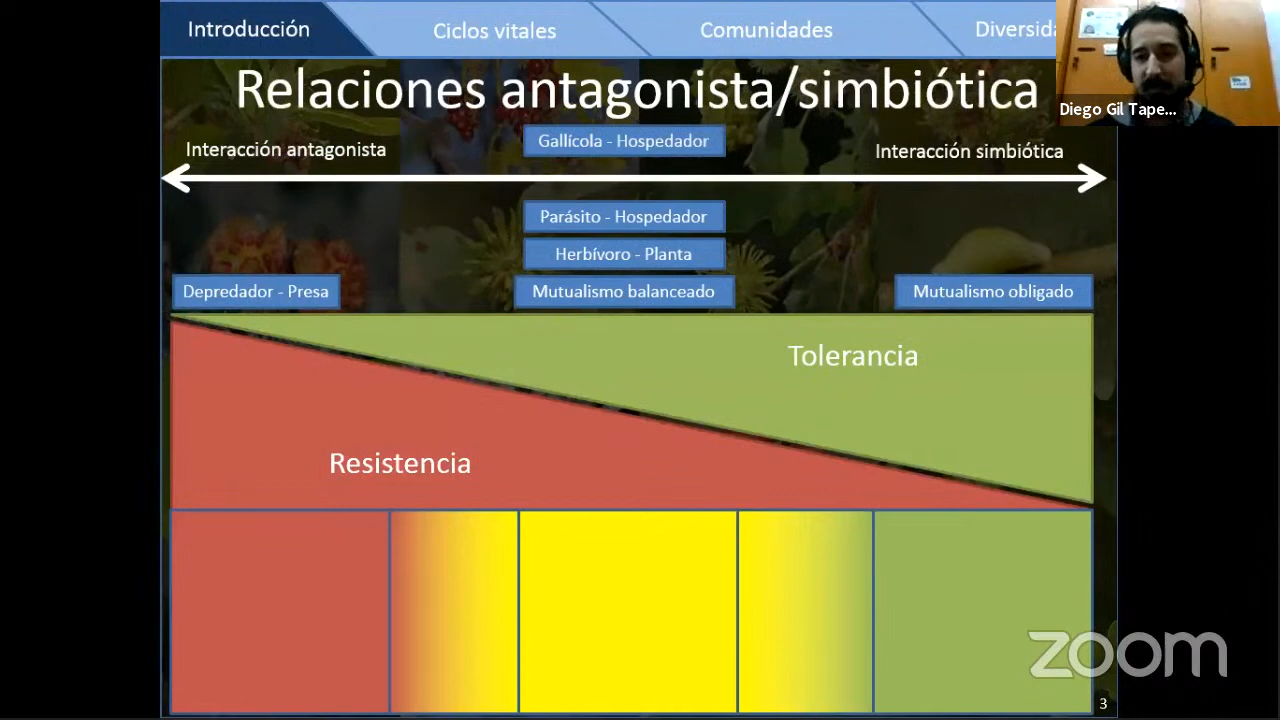 Introducción
Ciclos vitales
Comunidades
Diversida
Relaciones antagonista/simbiótica
Diego Gil Tape...
Gallícola - Hospedador
Interacción antagonista
Interacción simbiótica
Parásito - Hospedador
Herbívoro - Planta
Depredador - Presa
Mutualismo balanceado
Mutualismo obligado
Tolerancia
Resistencia
zoom
3